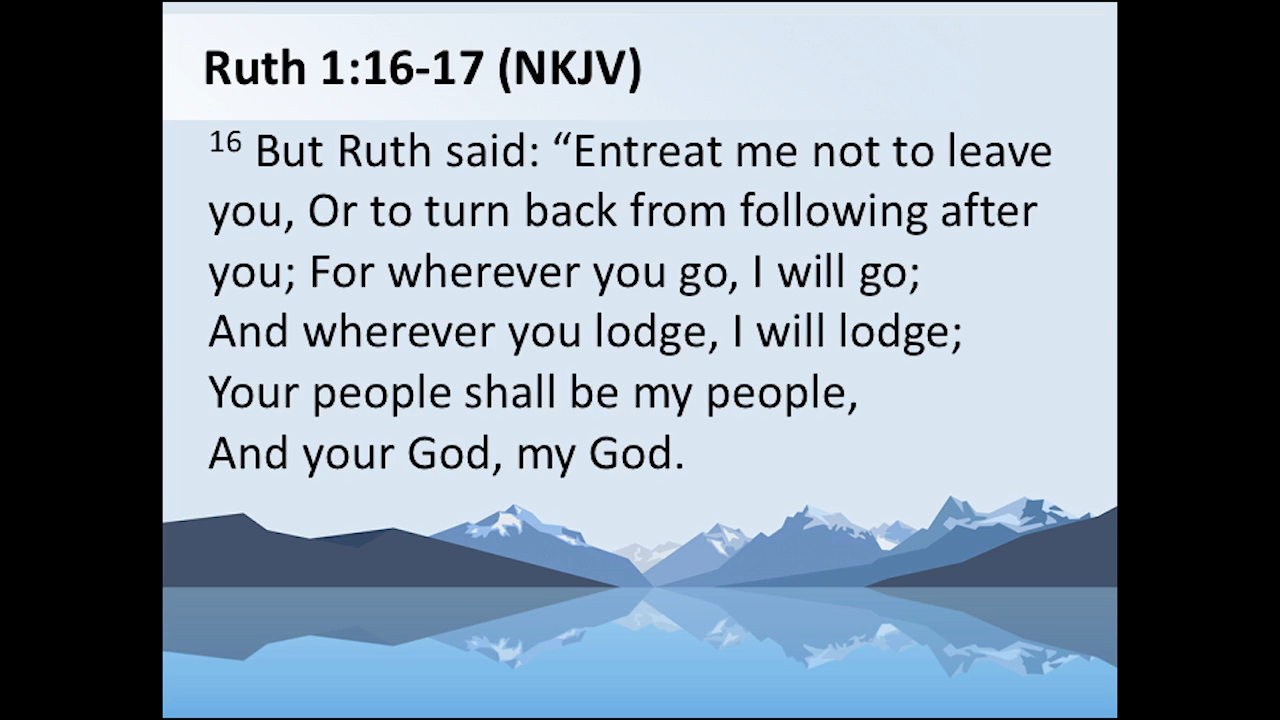 Ruth 1:16-17 (NKJV)
16 But Ruth said: “Entreat me not to leave
you, Or to turn back from following after
you; For wherever you go, I will go;
And wherever you lodge, I will lodge;
Your people shall be my people,
And your God, my God.